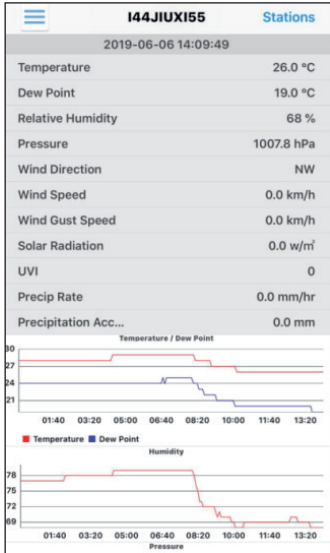 I44JIUXI55
Stations
2019-06-06 14:09:49
Temperature 26.0 °C
Dew Point 19.0 °C
Relative Humidity 68 %
Pressure 1007.8 hPa
Wind Direction NW
Wind Speed 0.0 km/h
Wind Gust Speed 0.0 km/h
Solar Radiation 0.0 w/㎡
UVI 0
Precip Rate 0.0 mm/hr
Precipitation Acc... 0.0 mm
Temperature / Dew Point
30
27
24
21
01:40 03:20 05:00 06:40 08:20 10:00 11:40 13:20
Temperature Dew Point
Humidity
78
75
72
69
01:40 03:20 05:00 06:40 08:20 10:00 11:40 13:20
Pressure